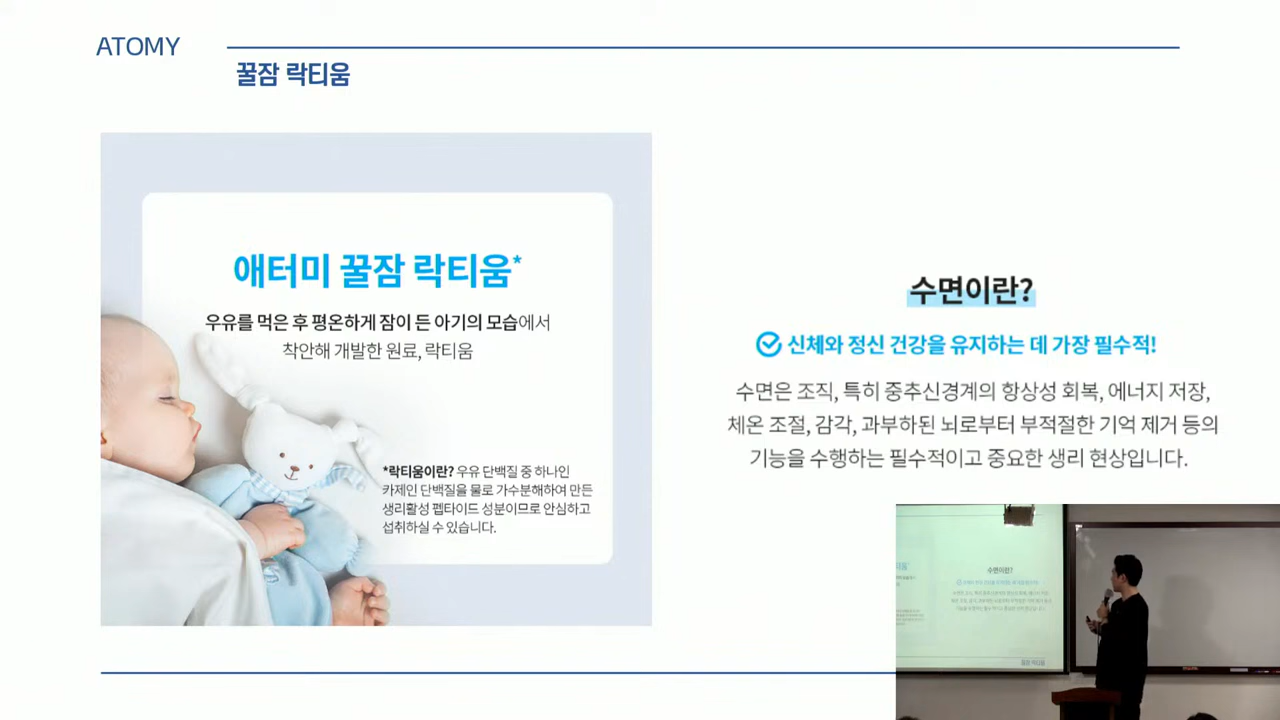 ATOMY
꿀잠 락티움
애터미 꿀잠 락티움*
우유를 먹은 후 평온하게 잠이 든 아기의 모습에서
착안해 개발한 원료, 락티움
*락티움이란? 우유 단백질 중 하나인
카제인 단백질을 물로 가수분해하여 만든
생리활성 펩타이드 성분이므로 안심하고
섭취하실 수 있습니다.
수면이란?
신체와 정신 건강을 유지하는 데 가장 필수적!
수면은 조직, 특히 중추신경계의 항상성 회복, 에너지 저장,
체온 조절, 감각, 과부하된 뇌로부터 부적절한 기억 제거 등의
기능을 수행하는 필수적이고 중요한 생리 현상입니다.
수면이란?